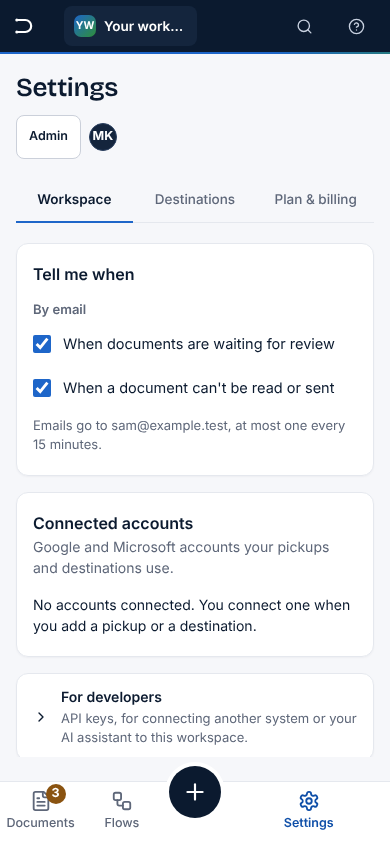 YW Your work...
Settings
Admin MK
Workspace Destinations Plan & billing
Tell me when
By email
When documents are waiting for review
When a document can't be read or sent
Emails go to sam@example.test, at most one every
15 minutes.
Connected accounts
Google and Microsoft accounts your pickups
and destinations use.
No accounts connected. You connect one when
you add a pickup or a destination.
For developers
API keys, for connecting another system or your
AI assistant to this workspace.
3
Documents Flows Settings